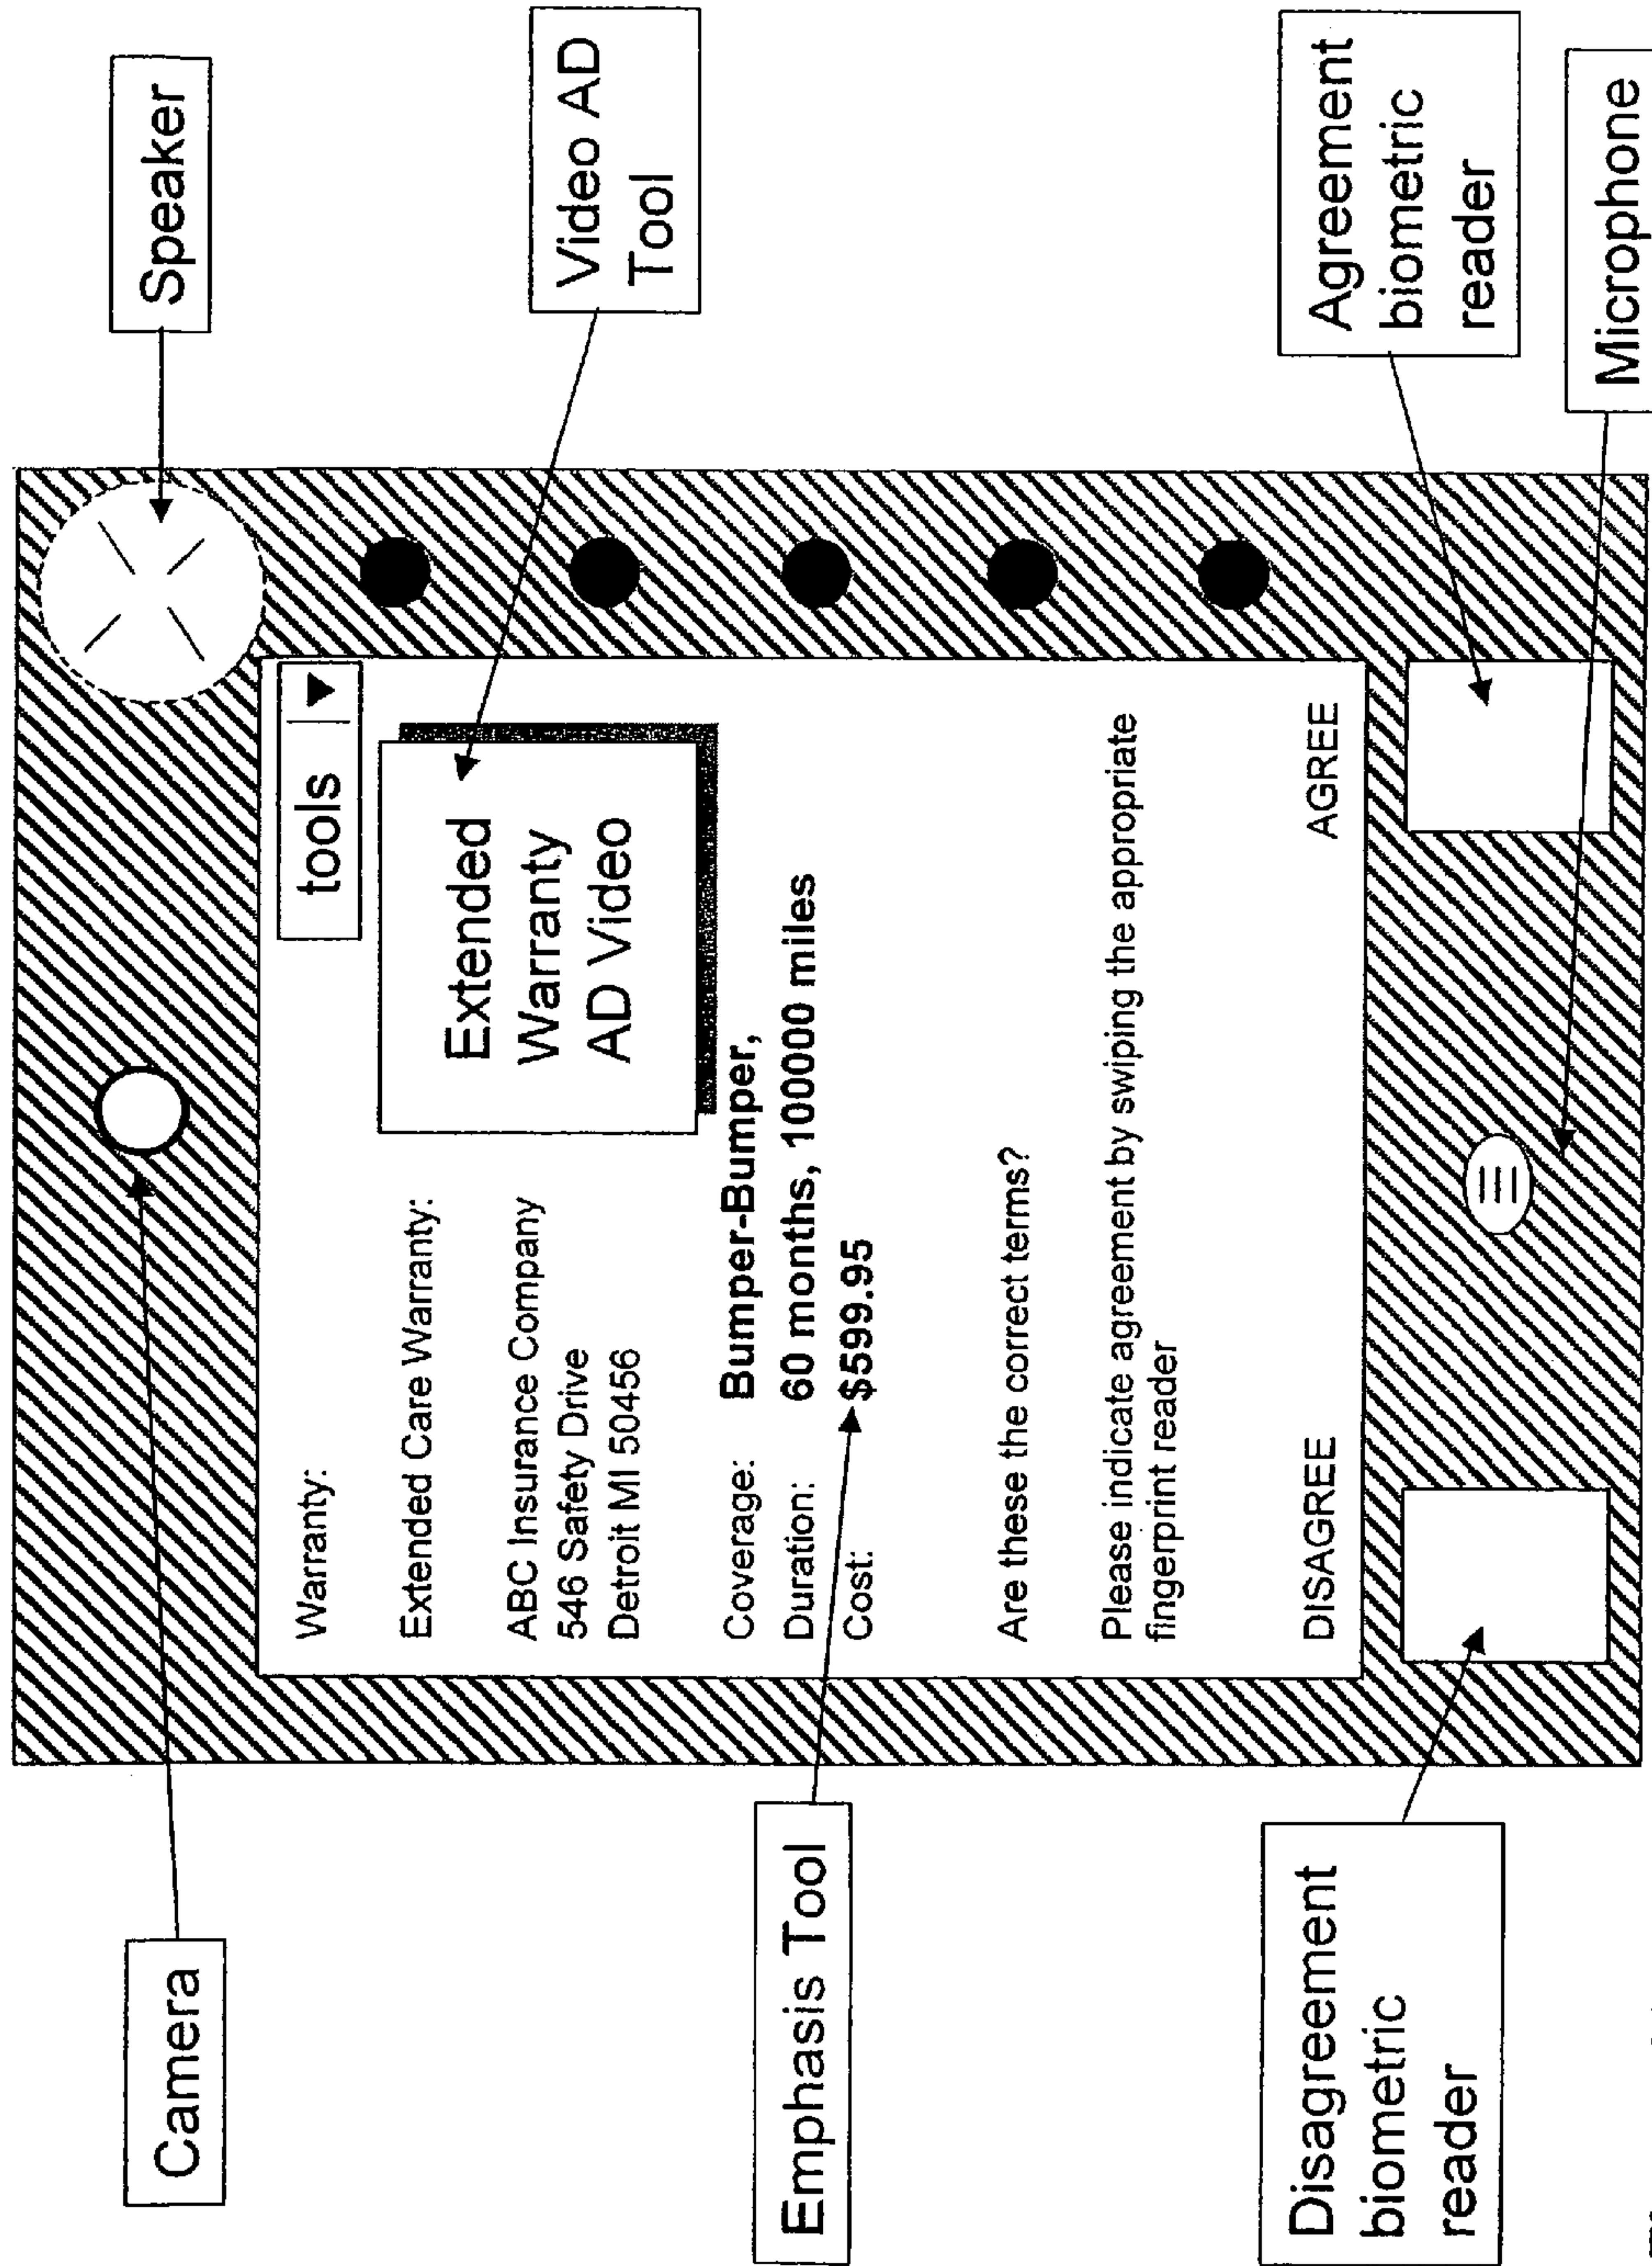 Camera
Speaker
tools
Warranty:
Extended Care Warranty:
Extended
Warranty
AD Video
Video AD
Tool
ABC Insurance Company
546 Safety Drive
Detroit MI 50456
Coverage: Bumper-Bumper,
Duration: 60 months, 100000 miles
Cost: $599.95
Emphasis Tool
Are these the correct terms?
Please indicate agreement by swiping the appropriate
fingerprint reader
DISAGREE AGREE
Disagreement
biometric
reader
Agreement
biometric
reader
Microphone